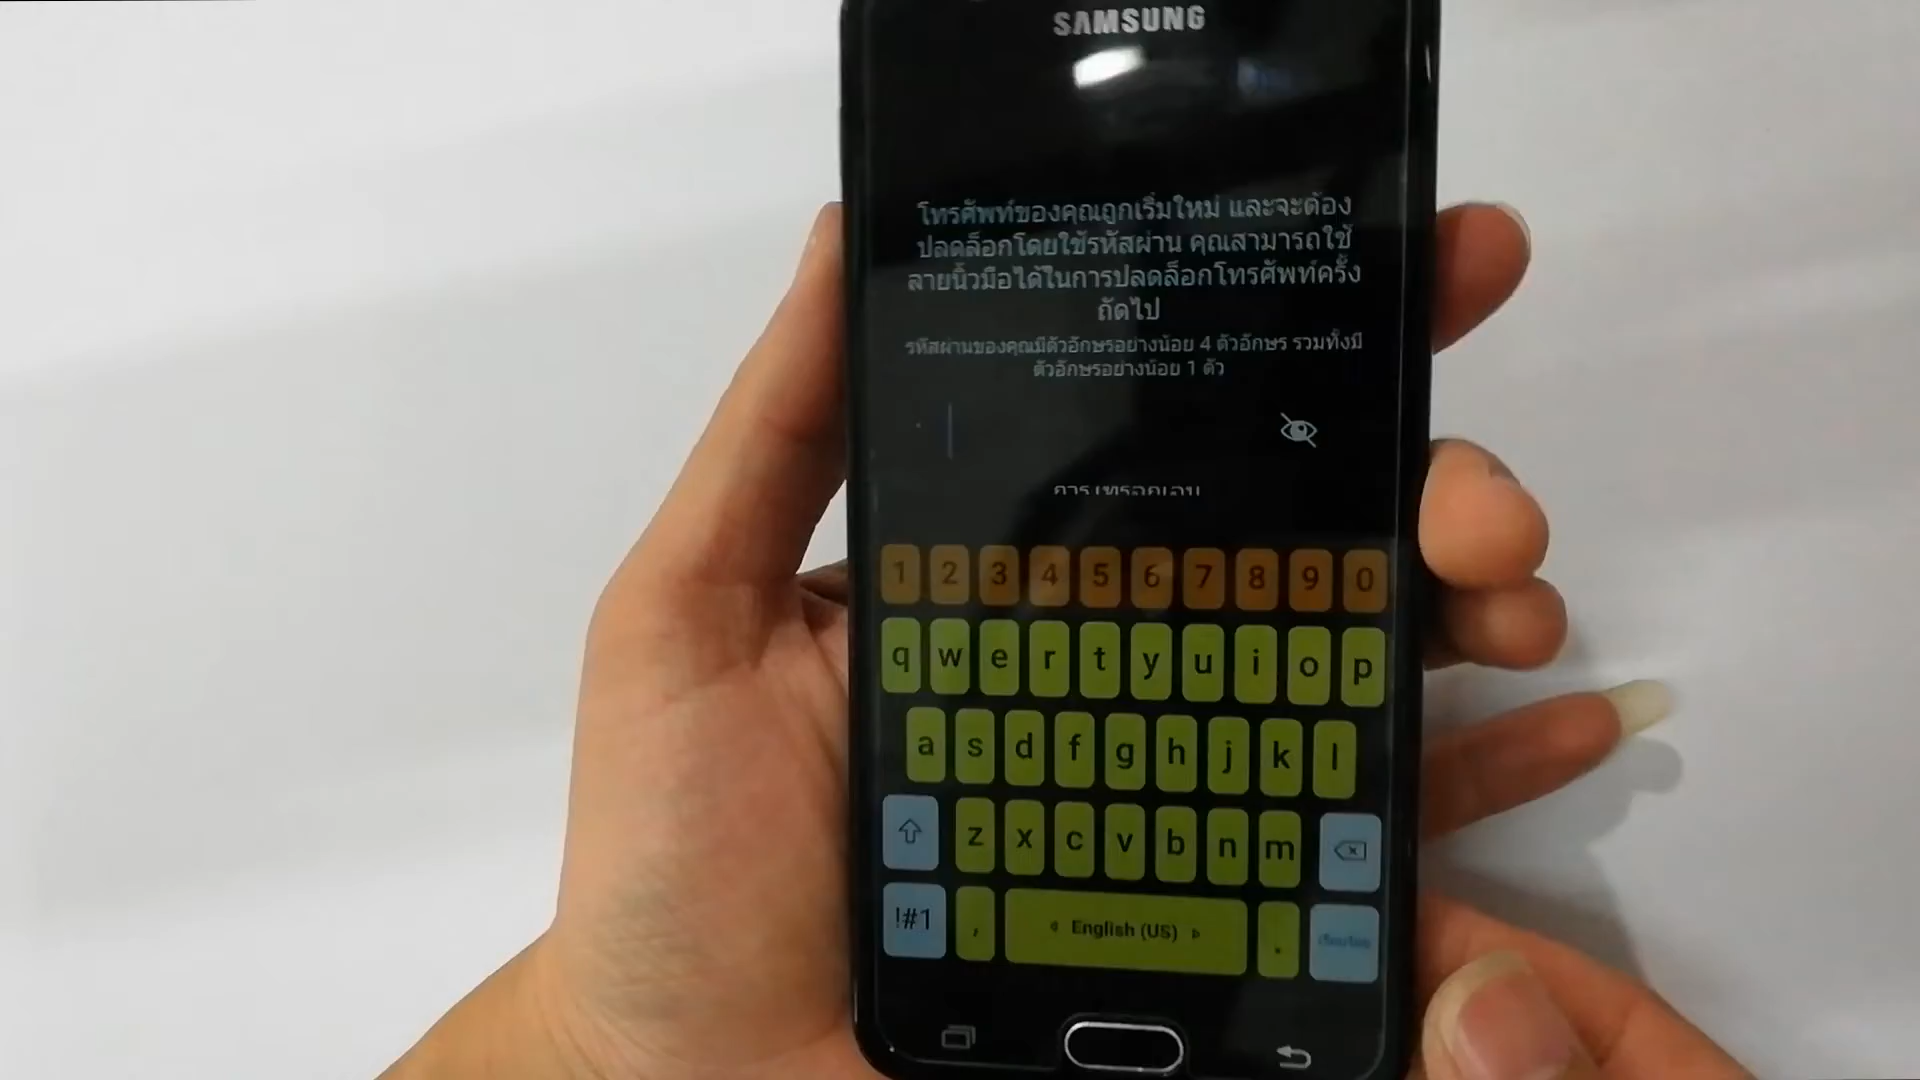 SAMSUNG
โทรศัพท์ของคุณถูกเริ่มใหม่ และจะต้อง
ปลดล็อกโดยใช้รหัสผ่าน คุณสามารถใช้
ลายนิ้วมือได้ในการปลดล็อกโทรศัพท์ครั้ง
ถัดไป
รหัสผ่านของคุณมีตัวอักษรอย่างน้อย 4 ตัวอักษร รวมทั้งมี
ตัวอักษรอย่างน้อย 1 ตัว
1 2 3 4 5 6 7 8 9 0
q w e r t y u i o p
a s d f g h j k l
z x c v b n m
!#1 , English (US) .